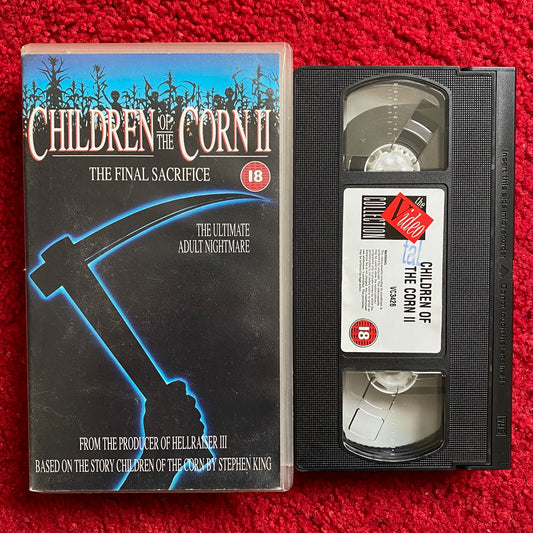 CHILDREN OF THE CORN II
THE FINAL SACRIFICE
18
THE ULTIMATE
ADULT NIGHTMARE
FROM THE PRODUCER OF HELLRAISER III
BASED ON THE STORY CHILDREN OF THE CORN BY STEPHEN KING
the
Video
COLLECTION
CHILDREN OF
THE CORN II
VC3426
18
VHS